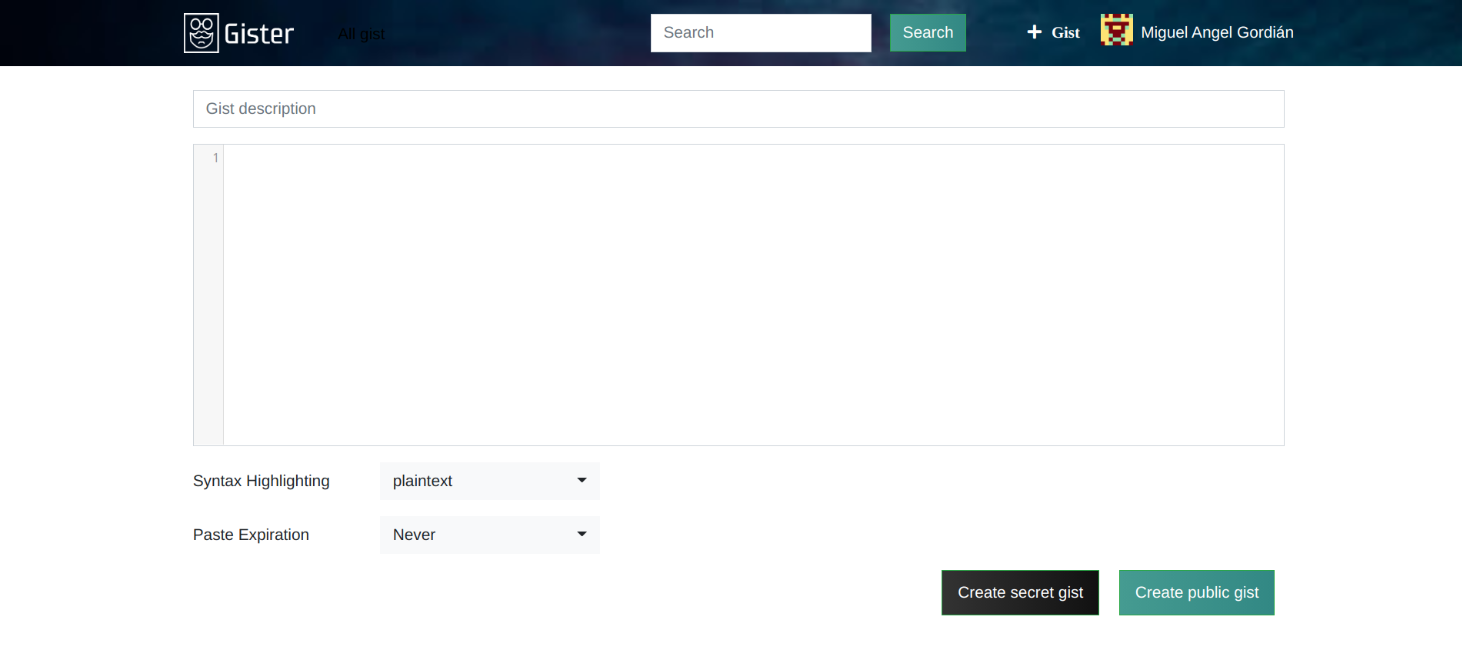 Gister
All gist
Search
Search
Gist
Miguel Angel Gordián
Gist description
1
Syntax Highlighting
plaintext
Paste Expiration
Never
Create secret gist
Create public gist